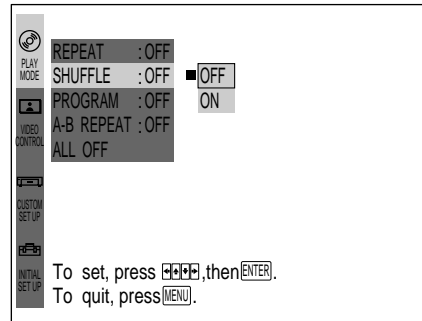 PLAY
MODE
VIDEO
CONTROL
CUSTOM
SET UP
INITIAL
SET UP
REPEAT : OFF
SHUFFLE : OFF OFF
PROGRAM : OFF ON
A-B REPEAT : OFF
ALL OFF
To set, press ,then ENTER.
To quit, press MENU.